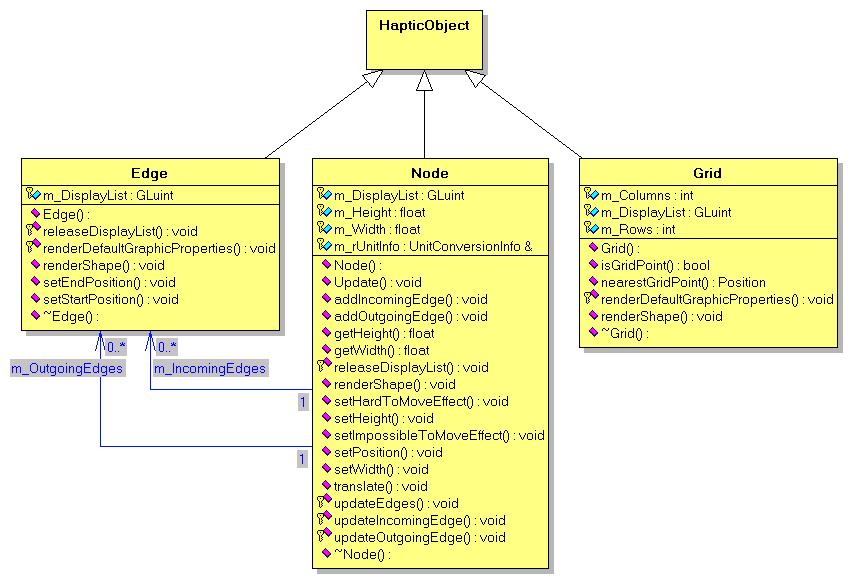 HapticObject
Edge
m_DisplayList : GLuint
Edge() :
releaseDisplayList() : void
renderDefaultGraphicProperties() : void
renderShape() : void
setEndPosition() : void
setStartPosition() : void
~Edge() :
Node
m_DisplayList : GLuint
m_Height : float
m_Width : float
m_rUnitInfo : UnitConversionInfo &
Node() :
Update() : void
addIncomingEdge() : void
addOutgoingEdge() : void
getHeight() : float
getWidth() : float
releaseDisplayList() : void
renderShape() : void
setHardToMoveEffect() : void
setHeight() : void
setImpossibleToMoveEffect() : void
setPosition() : void
setWidth() : void
translate() : void
updateEdges() : void
updateIncomingEdge() : void
updateOutgoingEdge() : void
~Node() :
Grid
m_Columns : int
m_DisplayList : GLuint
m_Rows : int
Grid() :
isGridPoint() : bool
nearestGridPoint() : Position
renderDefaultGraphicProperties() : void
renderShape() : void
~Grid() :
0..*
0..*
m_OutgoingEdges
m_IncomingEdges
1
1